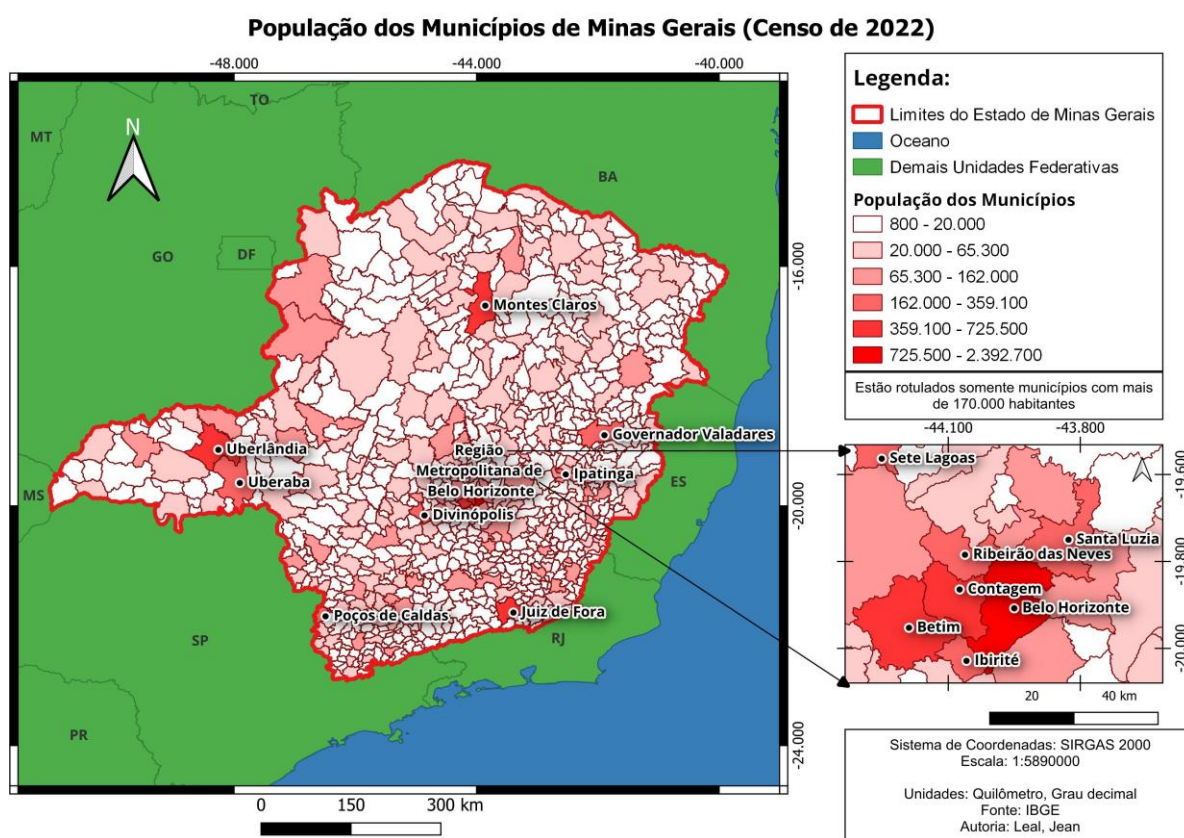 População dos Municípios de Minas Gerais (Censo de 2022)
-48.000
-44.000
-40.000
TO
MT
N
BA
GO
DF
-16.000
Montes Claros
Uberlândia
Uberaba
Governador Valadares
Região
Metropolitana de
Belo Horizonte
Ipatinga
MS
ES
-20.000
Divinópolis
Poços de Caldas
Juiz de Fora
SP
RJ
PR
-24.000
0 150 300 km
Legenda:
Limites do Estado de Minas Gerais
Oceano
Demais Unidades Federativas
População dos Municípios
800 - 20.000
20.000 - 65.300
65.300 - 162.000
162.000 - 359.100
359.100 - 725.500
725.500 - 2.392.700
Estão rotulados somente municípios com mais
de 170.000 habitantes
-44.100
-43.800
-19.600
Sete Lagoas
Santa Luzia
Ribeirão das Neves
-19.800
Contagem
Belo Horizonte
Betim
Ibirité
-20.000
20 40 km
Sistema de Coordenadas: SIRGAS 2000
Escala: 1:5890000
Unidades: Quilômetro, Grau decimal
Fonte: IBGE
Autoria: Leal, Jean